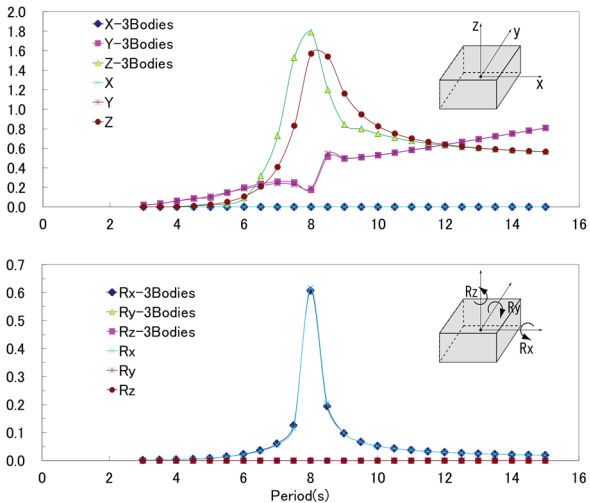 2.0
1.8
1.6
1.4
1.2
1.0
0.8
0.6
0.4
0.2
0.0
0 2 4 6 8 10 12 14 16
X-3Bodies
Y-3Bodies
Z-3Bodies
X
Y
Z
z
y
x
0.7
0.6
0.5
0.4
0.3
0.2
0.1
0.0
0 2 4 6 8 10 12 14 16
Rx-3Bodies
Ry-3Bodies
Rz-3Bodies
Rx
Ry
Rz
Rz
Ry
Rx
Period(s)